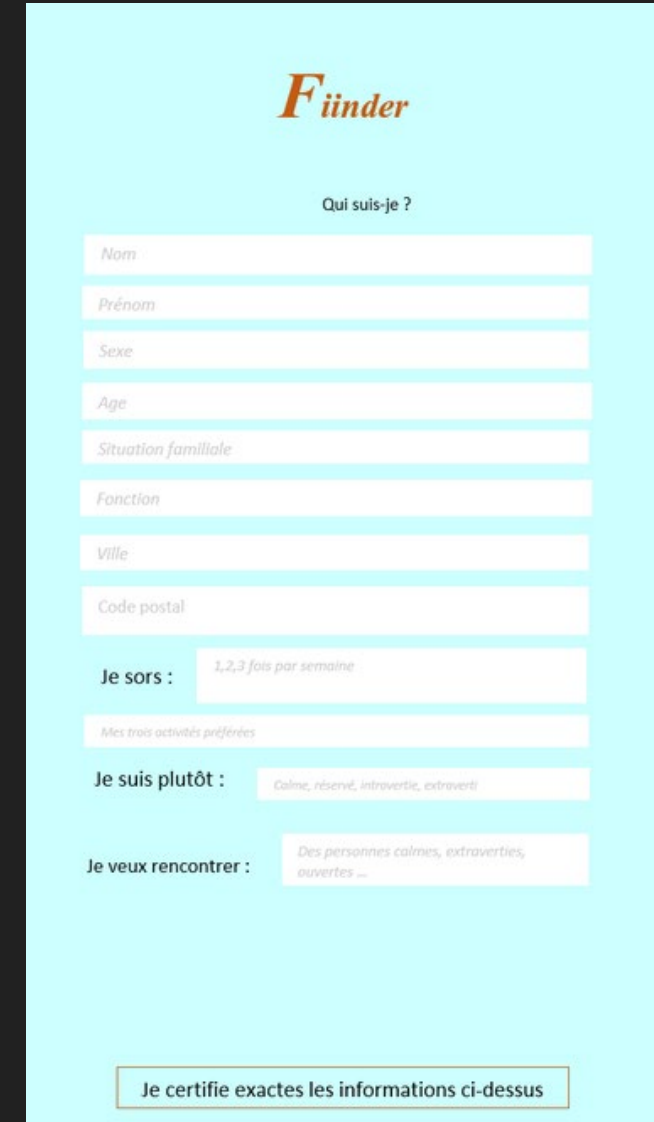 Fiinder
Qui suis-je ?
Nom
Prénom
Sexe
Age
Situation familiale
Fonction
Ville
Code postal
Je sors :
1,2,3 fois par semaine
Mes trois activités préférées
Je suis plutôt :
Calme, réservé, introvertie, extraverti
Je veux rencontrer :
Des personnes calmes, extraverties,
ouvertes ...
Je certifie exactes les informations ci-dessus